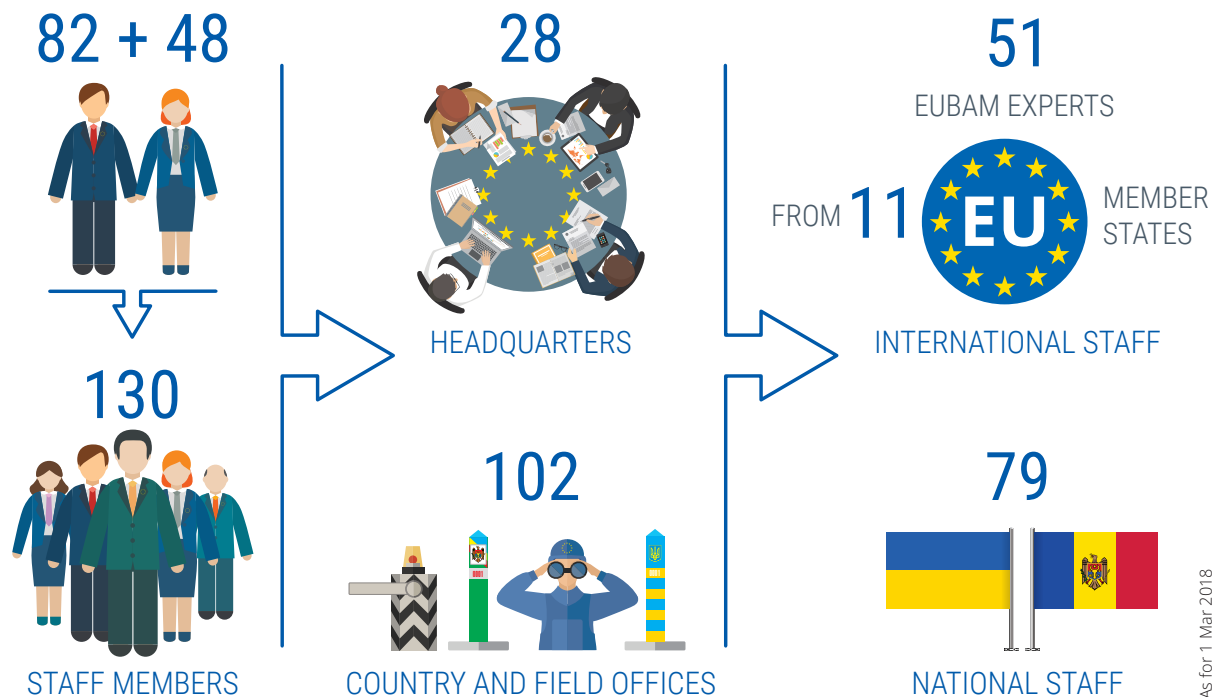 82 + 48
130
STAFF MEMBERS
28
HEADQUARTERS
102
COUNTRY AND FIELD OFFICES
51
EUBAM EXPERTS
FROM 11 EU MEMBER
STATES
INTERNATIONAL STAFF
79
NATIONAL STAFF
As for 1 Mar 2018